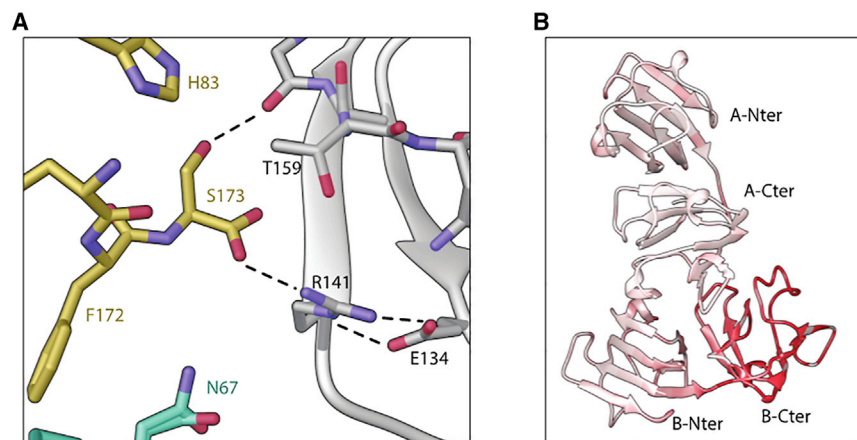 A
H83
T159
S173
R141
F172
E134
N67
B
A-Nter
A-Cter
B-Nter
B-Cter